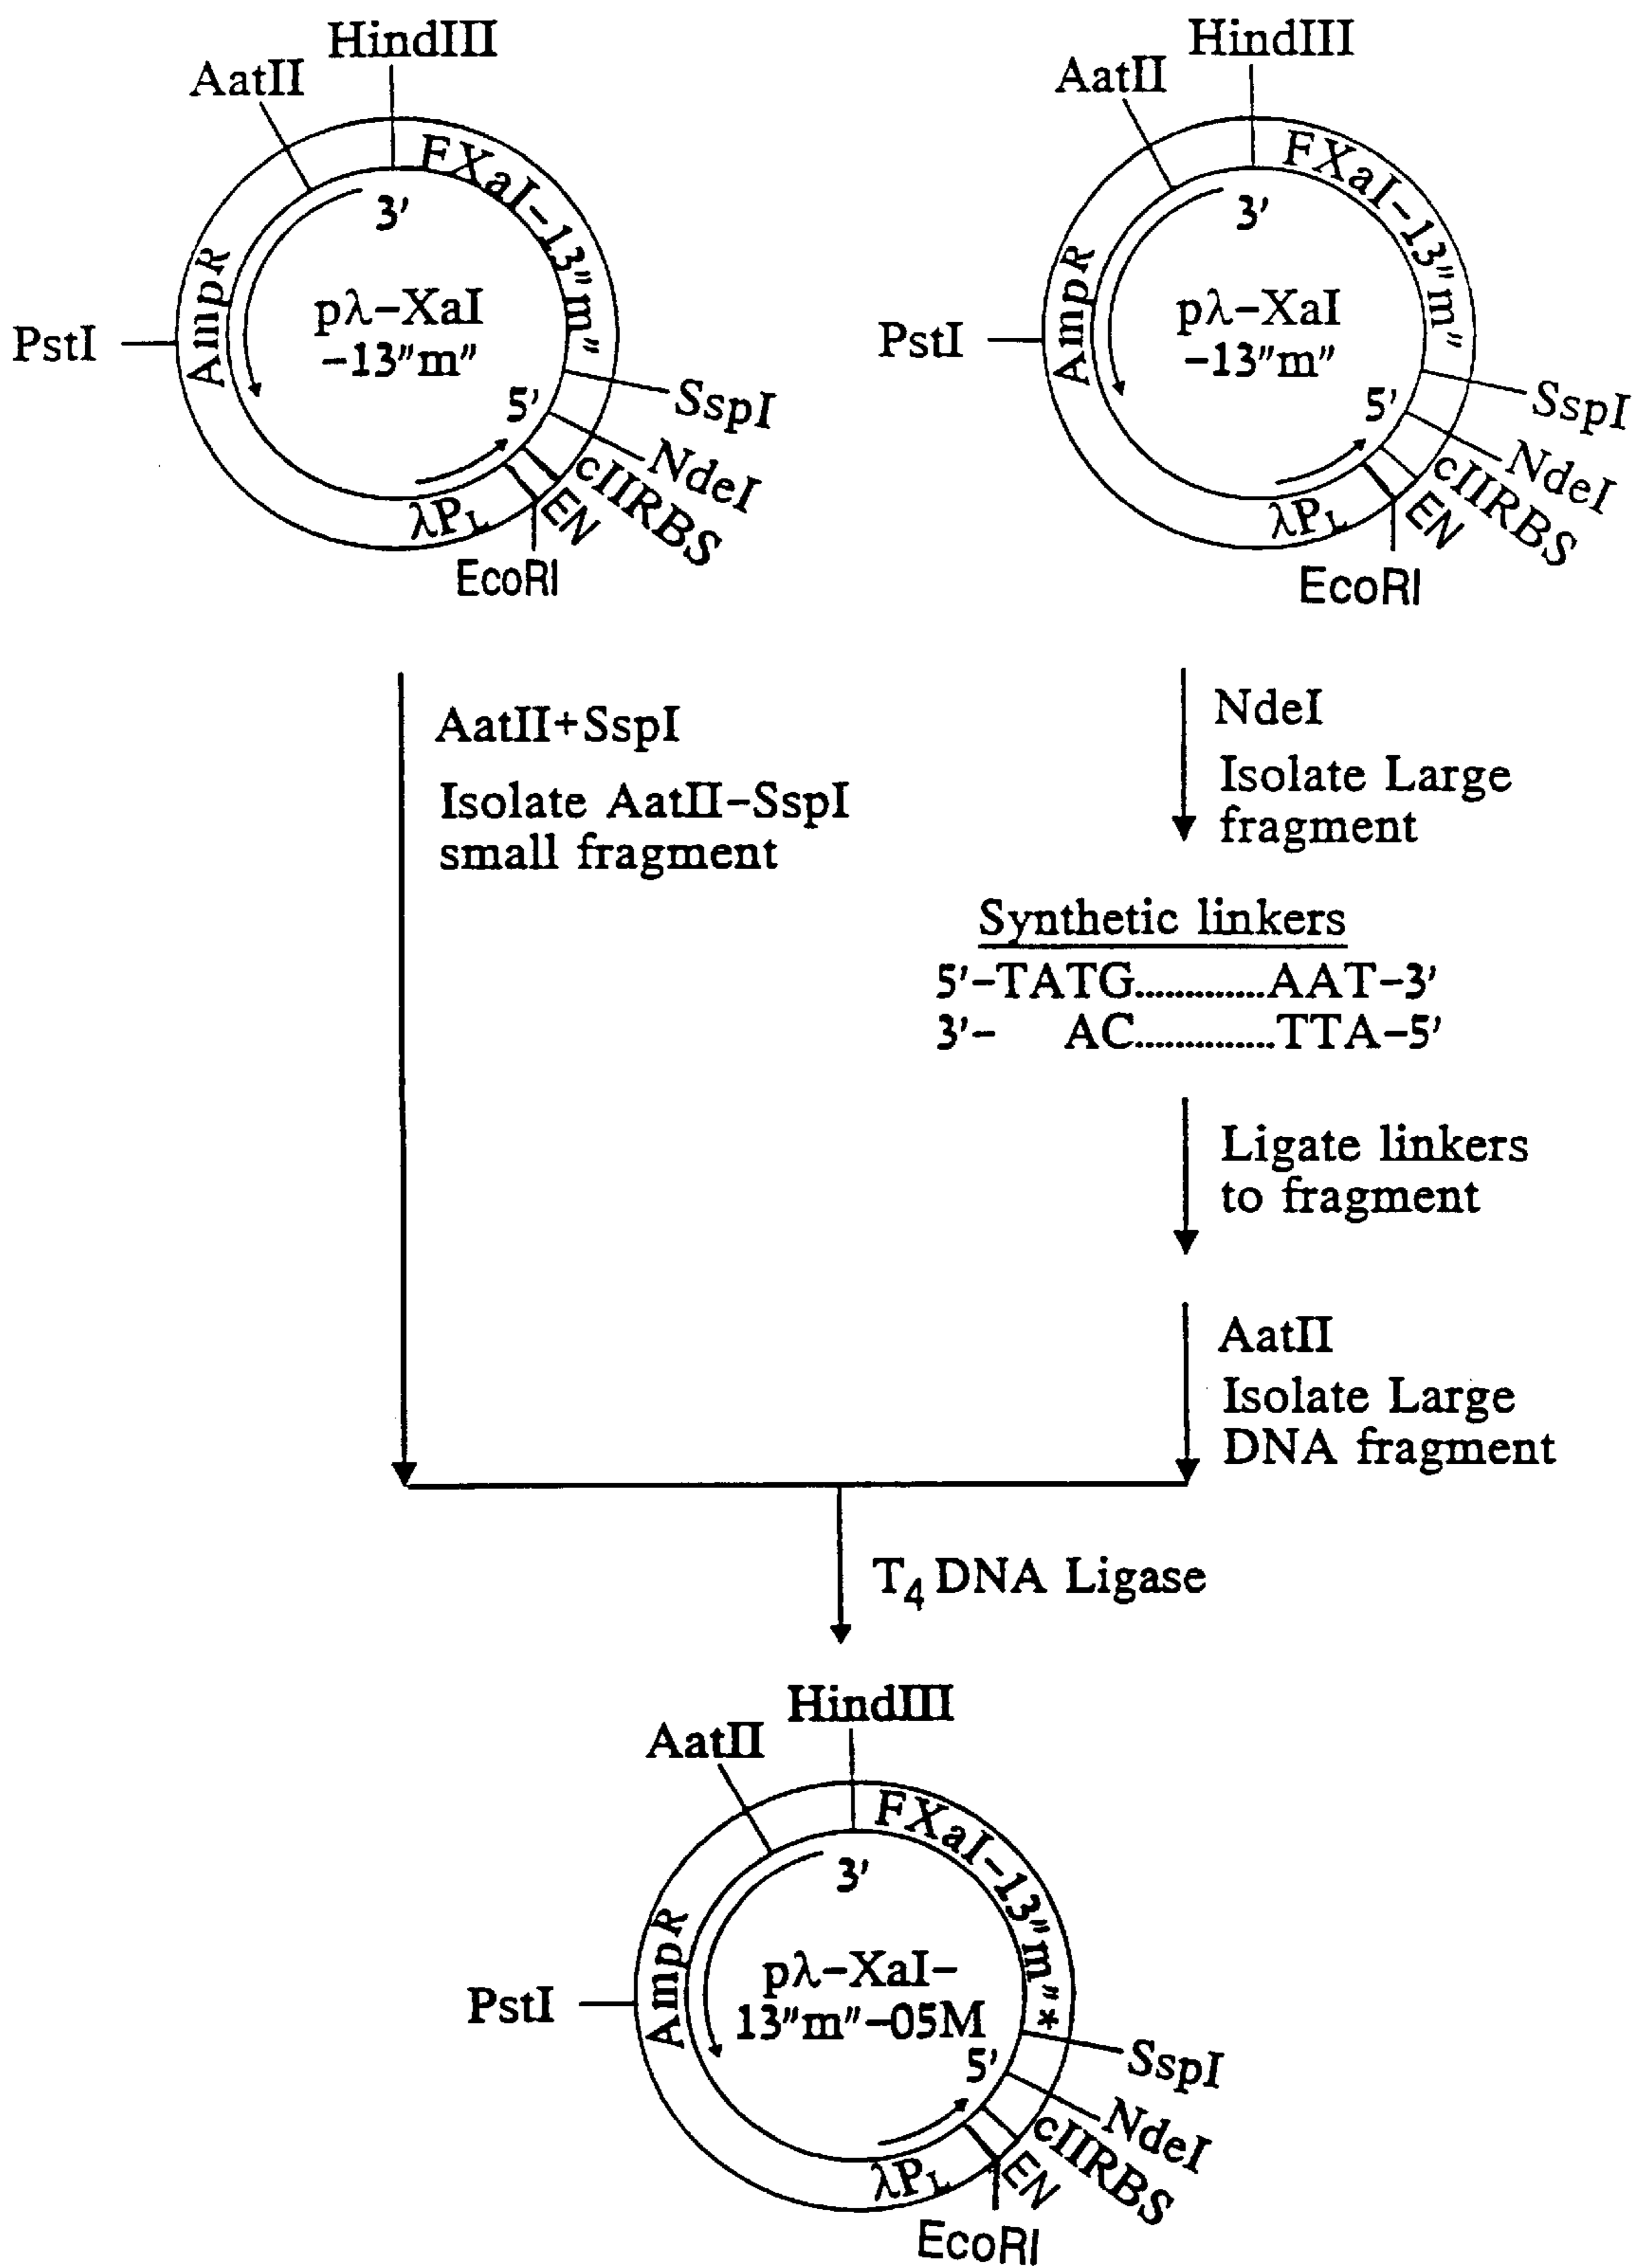 HindIII
AatII
FXaI-13"m"
3'
AmpR
pλ-XaI
-13"m"
PstI
5'
SspI
NdeI
cIIRBS
EN
λPL
EcoRI
HindIII
AatII
FXaI-13"m"
3'
AmpR
pλ-XaI
-13"m"
PstI
5'
SspI
NdeI
cIIRBS
EN
λPL
EcoRI
AatII+SspI
Isolate AatII-SspI
small fragment
NdeI
Isolate Large
fragment
Synthetic linkers
5'-TATG..............AAT-3'
3'- AC...............TTA-5'
Ligate linkers
to fragment
AatII
Isolate Large
DNA fragment
T4 DNA Ligase
HindIII
AatII
FXaI-13"m"*
3'
AmpR
pλ-XaI-
13"m"-05M
PstI
5'
SspI
NdeI
cIIRBS
EN
λPL
EcoRI